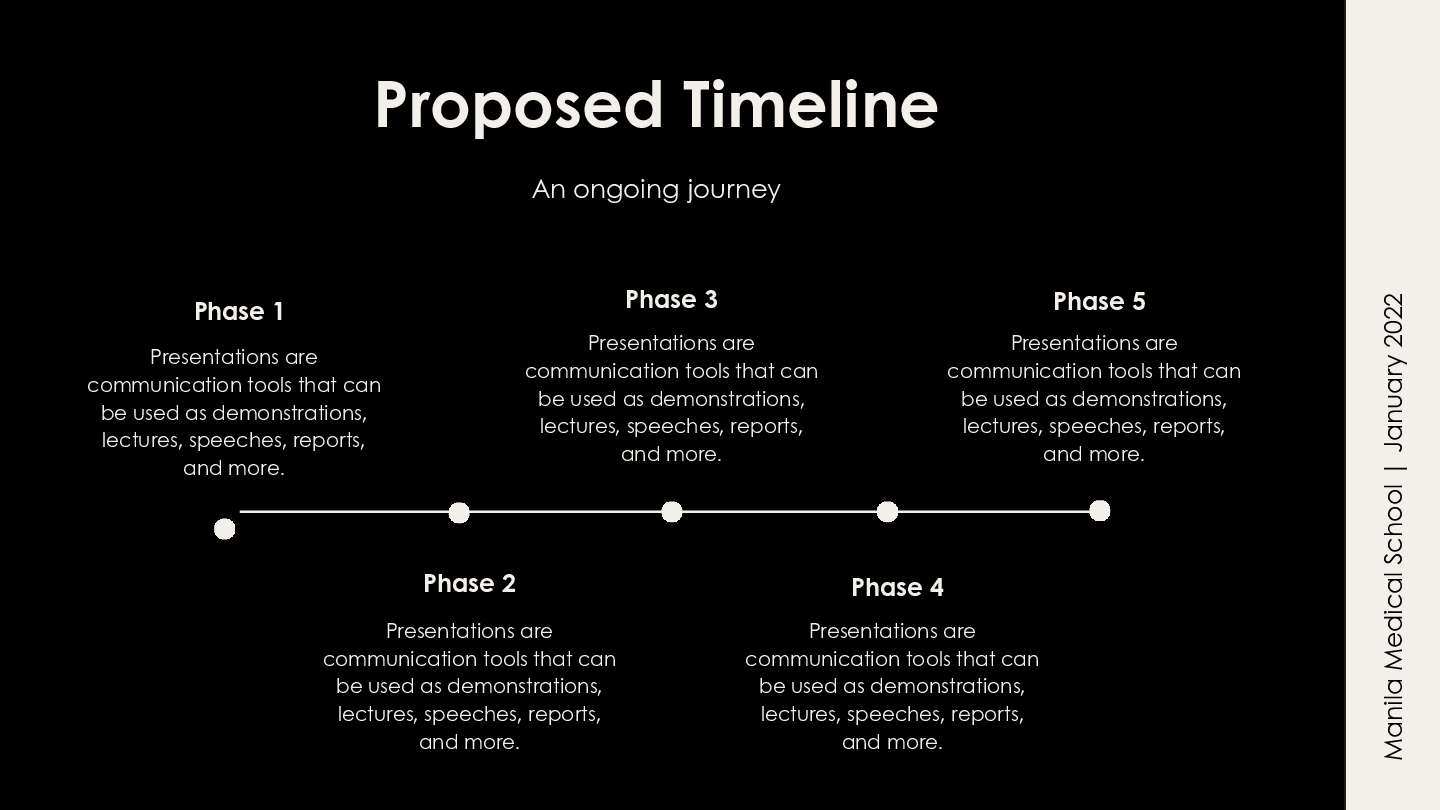 Proposed Timeline
An ongoing journey
Phase 1
Presentations are
communication tools that can
be used as demonstrations,
lectures, speeches, reports,
and more.
Phase 2
Presentations are
communication tools that can
be used as demonstrations,
lectures, speeches, reports,
and more.
Phase 3
Presentations are
communication tools that can
be used as demonstrations,
lectures, speeches, reports,
and more.
Phase 4
Presentations are
communication tools that can
be used as demonstrations,
lectures, speeches, reports,
and more.
Phase 5
Presentations are
communication tools that can
be used as demonstrations,
lectures, speeches, reports,
and more.
Manila Medical School | January 2022